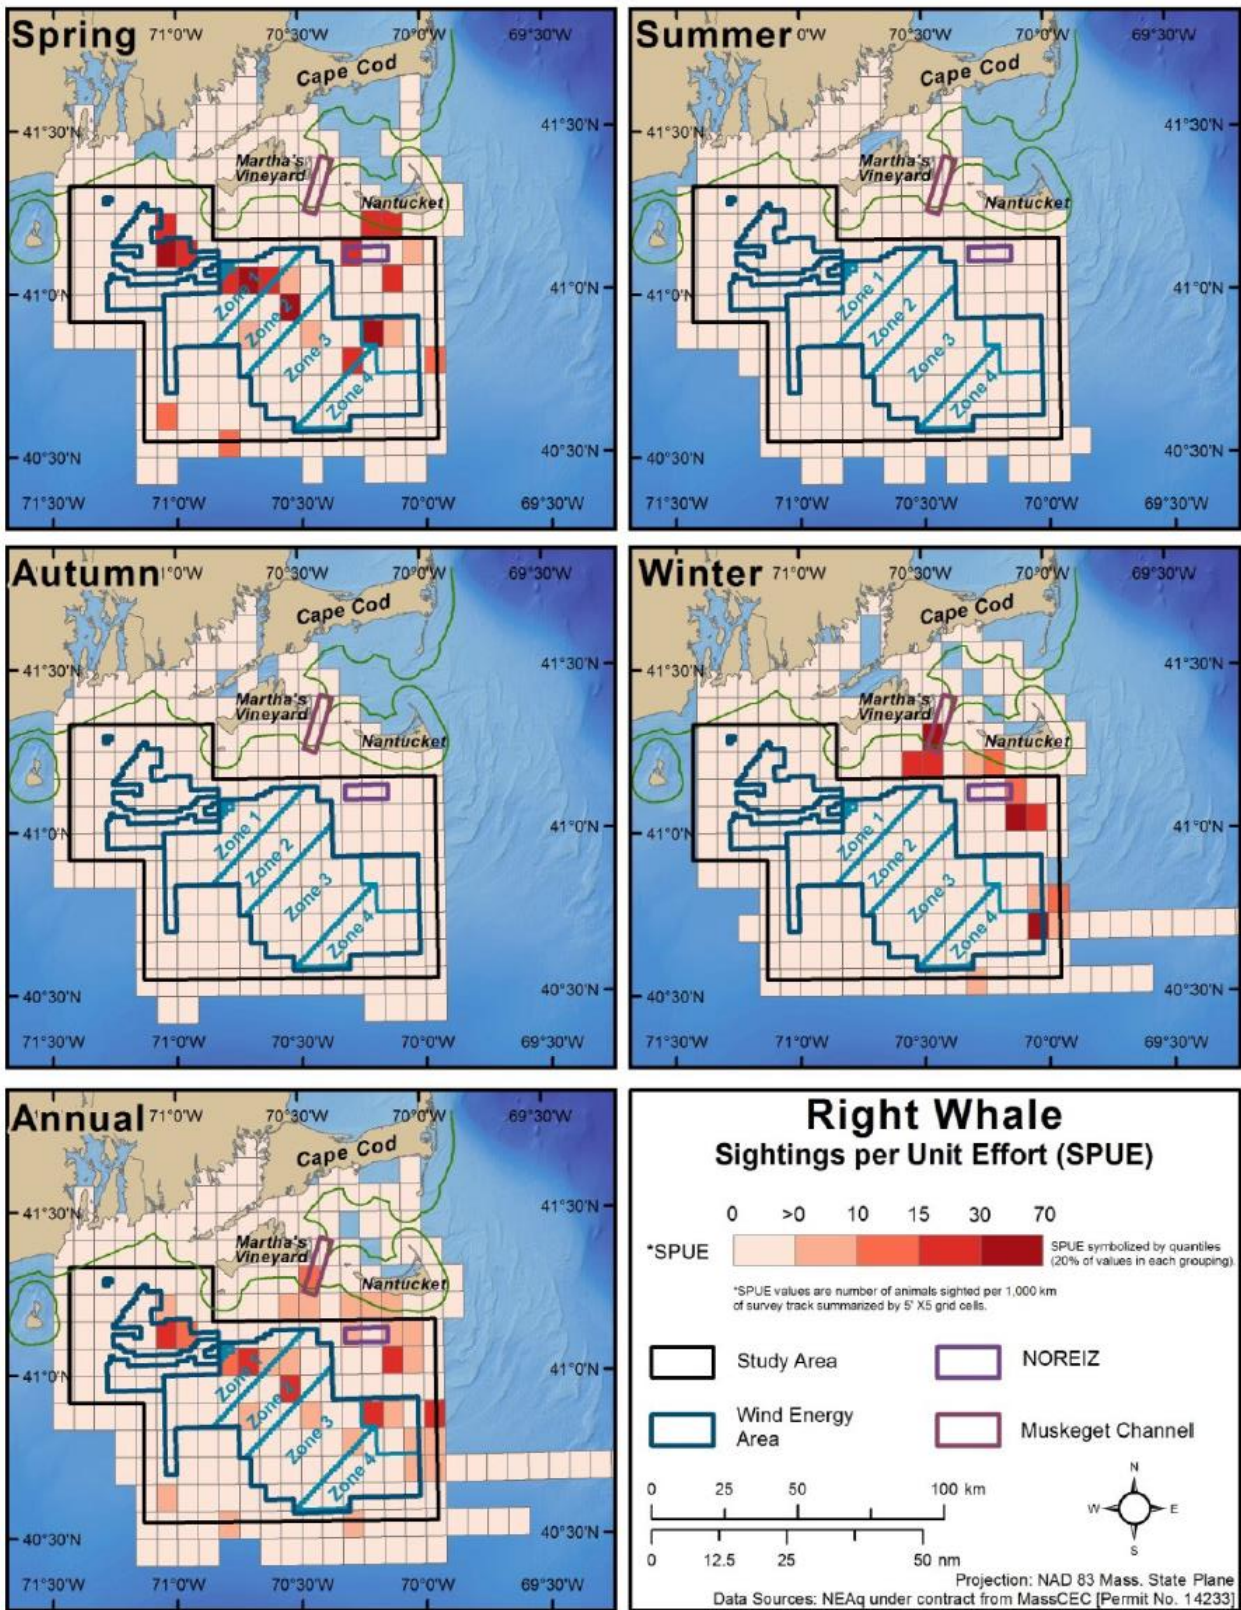 Spring
71°0'W
70°30'W
70°0'W
69°30'W
Cape Cod
41°30'N
41°30'N
Martha's
Vineyard
Nantucket
41°0'N
41°0'N
Zone 1
Zone 2
Zone 3
Zone 4
40°30'N
40°30'N
71°30'W
71°0'W
70°30'W
70°0'W
69°30'W
Summer
1°0'W
70°30'W
70°0'W
69°30'W
Cape Cod
41°30'N
41°30'N
Martha's
Vineyard
Nantucket
41°0'N
41°0'N
Zone 1
Zone 2
Zone 3
Zone 4
40°30'N
40°30'N
71°30'W
71°0'W
70°30'W
70°0'W
69°30'W
Autumn
1°0'W
70°30'W
70°0'W
69°30'W
Cape Cod
41°30'N
41°30'N
Martha's
Vineyard
Nantucket
41°0'N
41°0'N
Zone 1
Zone 2
Zone 3
Zone 4
40°30'N
40°30'N
71°30'W
71°0'W
70°30'W
70°0'W
69°30'W
Winter
71°0'W
70°30'W
70°0'W
69°30'W
Cape Cod
41°30'N
41°30'N
Martha's
Vineyard
Nantucket
41°0'N
41°0'N
Zone 1
Zone 2
Zone 3
Zone 4
40°30'N
40°30'N
71°30'W
71°0'W
70°30'W
70°0'W
69°30'W
Annual
71°0'W
70°30'W
70°0'W
69°30'W
Cape Cod
41°30'N
41°30'N
Martha's
Vineyard
Nantucket
41°0'N
41°0'N
Zone 1
Zone 2
Zone 3
Zone 4
40°30'N
40°30'N
71°30'W
71°0'W
70°30'W
70°0'W
69°30'W
Right Whale
Sightings per Unit Effort (SPUE)
0 >0 10 15 30 70
*SPUE
SPUE symbolized by quantiles
(20% of values in each grouping).
*SPUE values are number of animals sighted per 1,000 km
of survey track summarized by 5' X5 grid cells.
Study Area
NOREIZ
Wind Energy
Area
Muskeget Channel
0 25 50 100 km
0 12.5 25 50 nm
N
W E
S
Projection: NAD 83 Mass. State Plane
Data Sources: NEAq under contract from MassCEC [Permit No. 14233]